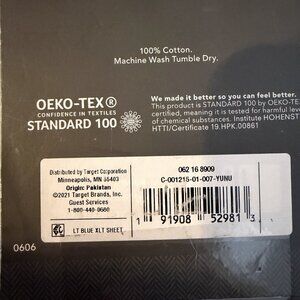 100% Cotton.
Machine Wash Tumble Dry.
OEKO-TEX®
CONFIDENCE IN TEXTILES
STANDARD 100
We made it better so you can feel better.
This product is STANDARD 100 by OEKO-TEX
certified, meaning it is tested for harmful level
of chemical substances. Institute HOHENST
HTTI/Certificate 19.HPK.00861
Distributed by Target Corporation
Minneapolis, MN 55403
Origin: Pakistan
©2021 Target Brands, Inc.
Guest Services
1-800-440-0680
062 16 8909
C-001215-01-007-YUNU
1 91908 52981 3
0606
LT BLUE XLT SHEET